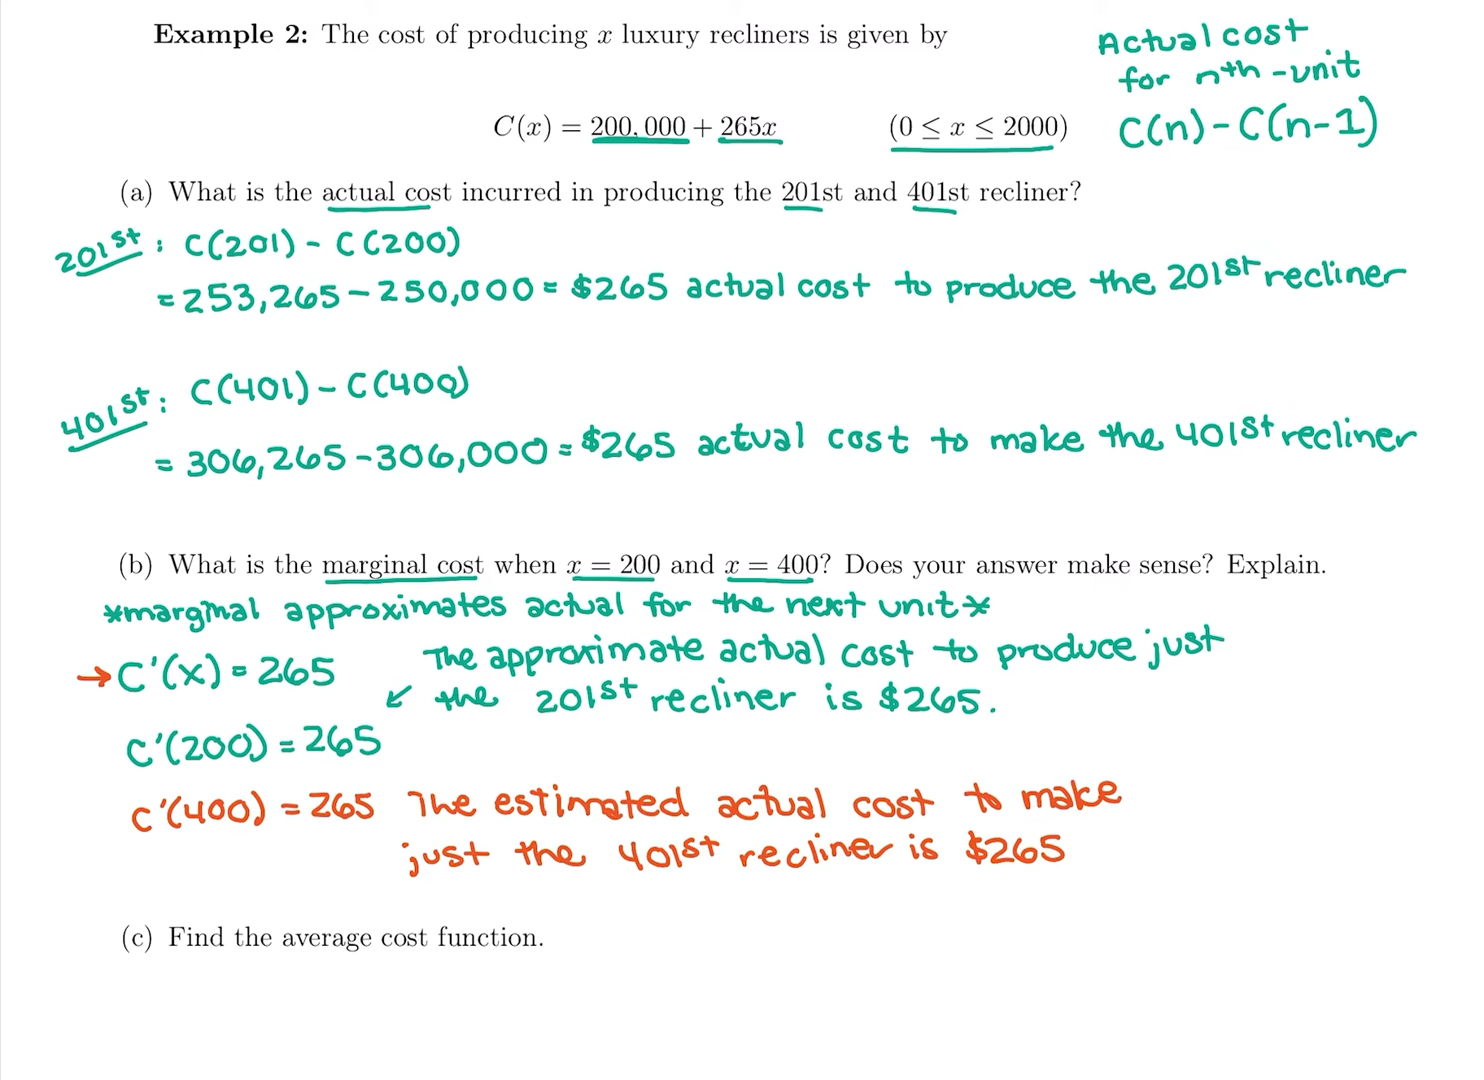 Example 2: The cost of producing x luxury recliners is given by
Actual cost
for nth-unit
C(x) = 200,000 + 265x (0 ≤ x ≤ 2000)
C(n)-C(n-1)
(a) What is the actual cost incurred in producing the 201st and 401st recliner?
201st: C(201) - C(200)
= 253,265 - 250,000 = $265 actual cost to produce the 201st recliner
401st: C(401) - C(400)
= 306,265 - 306,000 = $265 actual cost to make the 401st recliner
(b) What is the marginal cost when x = 200 and x = 400? Does your answer make sense? Explain.
*marginal approximates actual for the next unit*
→ C'(x) = 265
The approximate actual cost to produce just
↙ the 201st recliner is $265.
C'(200) = 265
C'(400) = 265 The estimated actual cost to make
just the 401st recliner is $265
(c) Find the average cost function.